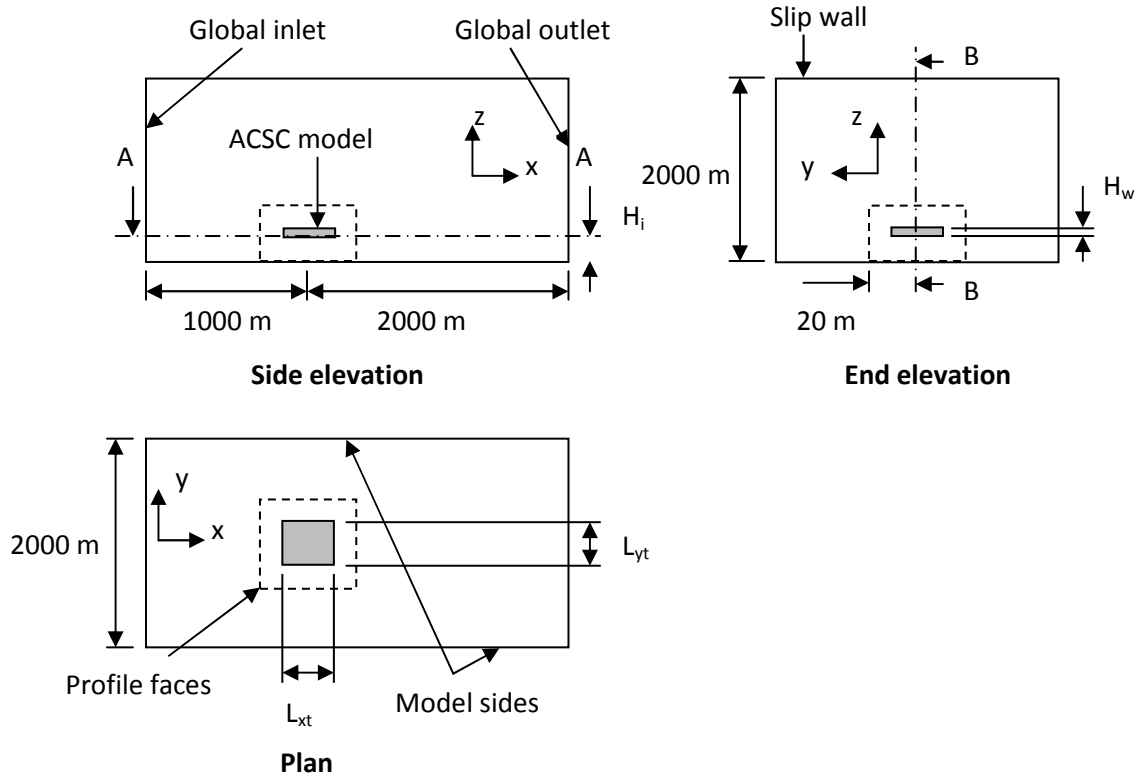 Slip wall
Global inlet
Global outlet
B
z
ACSC model
A
x
A
z
y
2000 m
H_i
H_w
B
1000 m
2000 m
20 m
Side elevation
End elevation
y
x
2000 m
L_yt
Profile faces
Model sides
L_xt
Plan